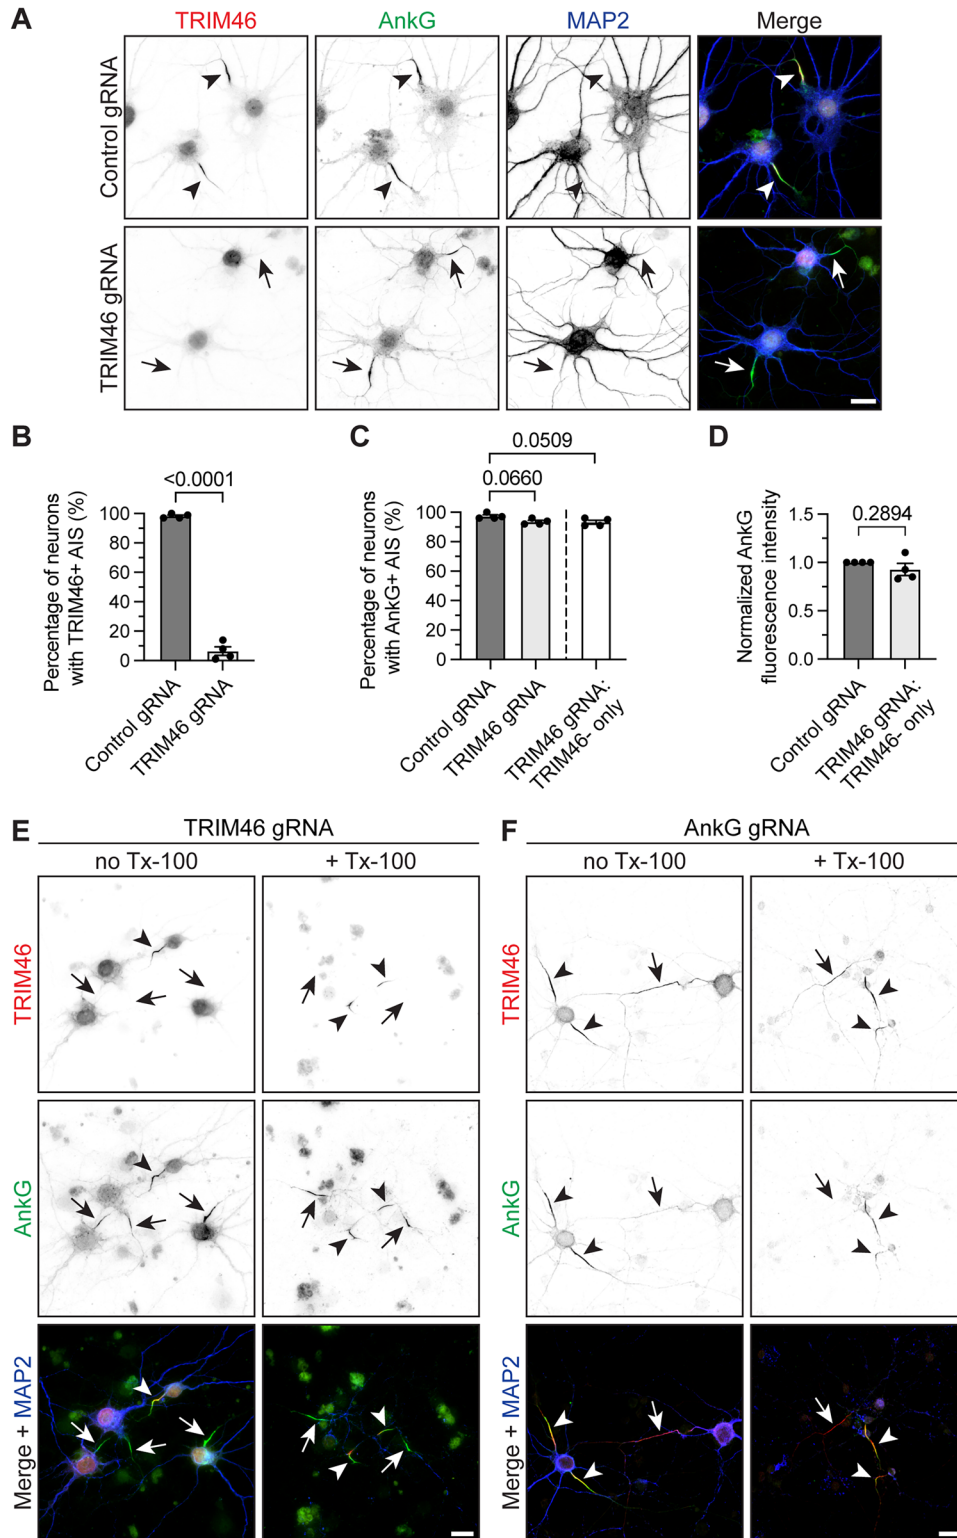 A
TRIM46
AnkG
MAP2
Merge
Control gRNA
TRIM46 gRNA
B
Percentage of neurons
with TRIM46+ AIS (%)
<0.0001
100
80
60
40
20
0
Control gRNA
TRIM46 gRNA
C
Percentage of neurons
with AnkG+ AIS (%)
0.0509
0.0660
100
80
60
40
20
0
Control gRNA
TRIM46 gRNA
TRIM46 gRNA:
TRIM46- only
D
Normalized AnkG
fluorescence intensity
0.2894
1.5
1.0
0.5
0.0
Control gRNA
TRIM46 gRNA:
TRIM46- only
E
TRIM46 gRNA
no Tx-100
+ Tx-100
TRIM46
AnkG
Merge + MAP2
F
AnkG gRNA
no Tx-100
+ Tx-100
TRIM46
AnkG
Merge + MAP2